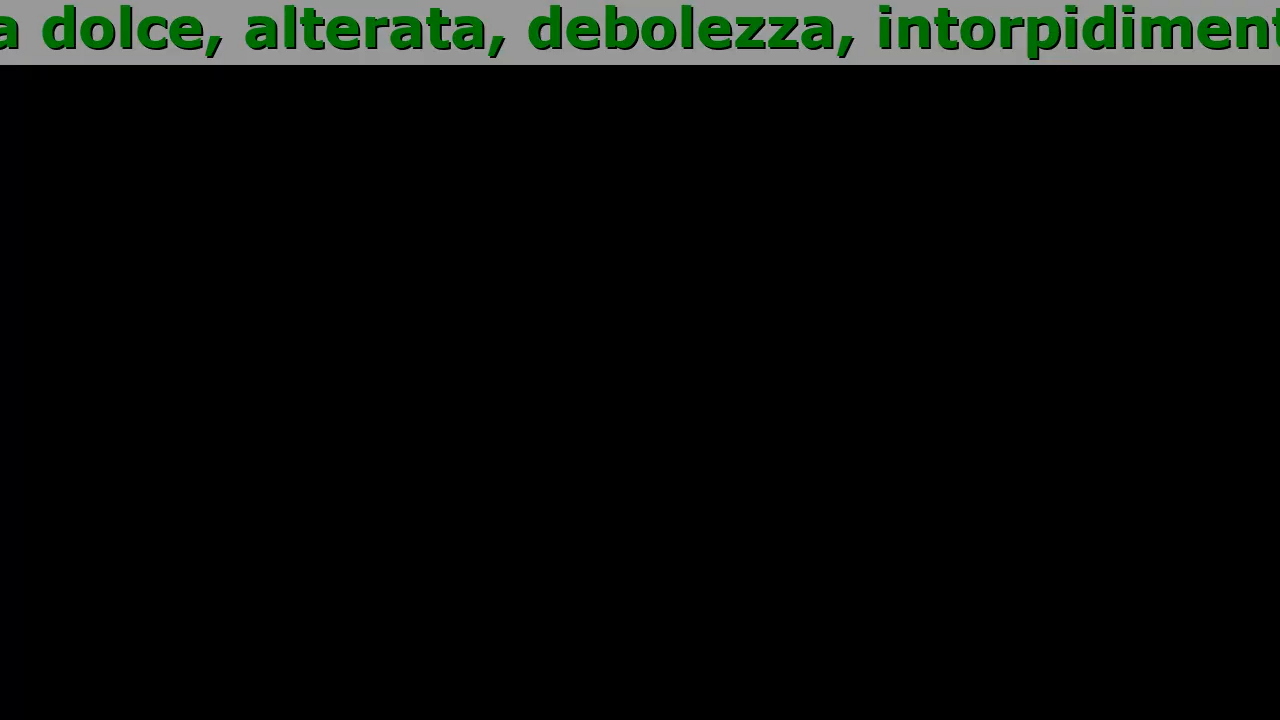 a dolce, alterata, debolezza, intorpidiment